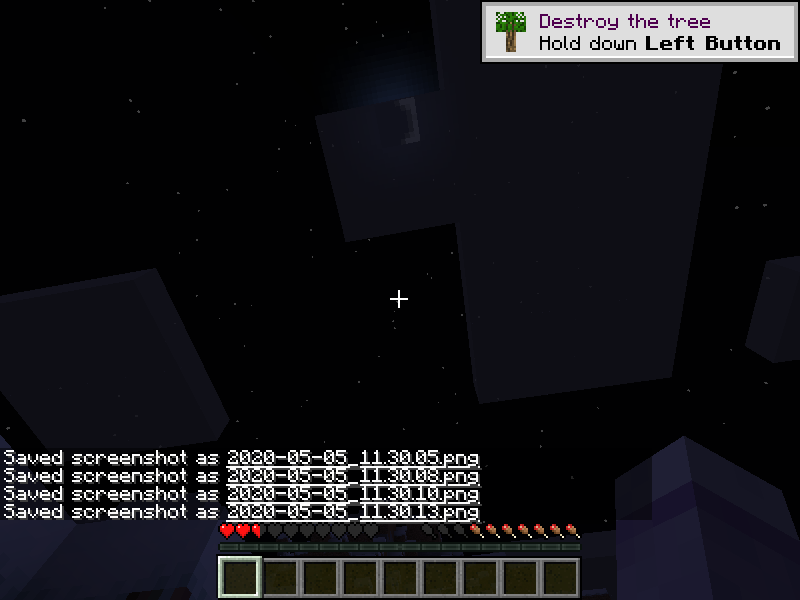 Destroy the tree
Hold down Left Button
Saved screenshot as 2020-05-05_11.30.05.png
Saved screenshot as 2020-05-05_11.30.08.png
Saved screenshot as 2020-05-05_11.30.10.png
Saved screenshot as 2020-05-05_11.30.13.png